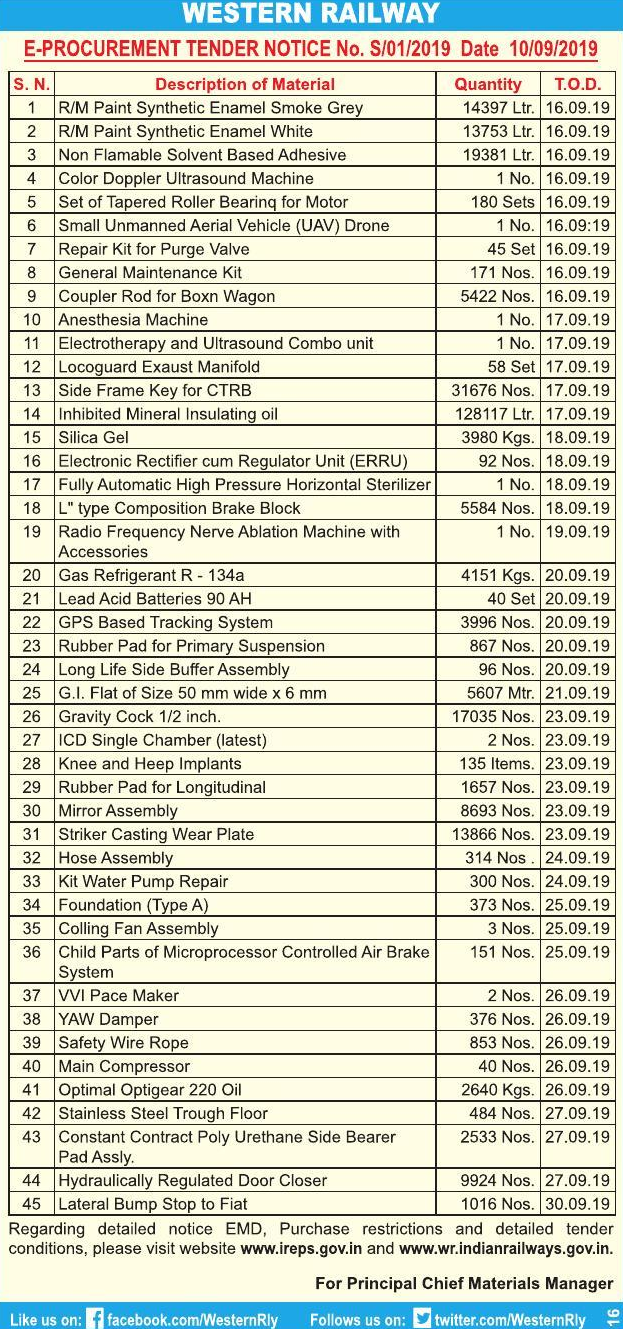 WESTERN RAILWAY
E-PROCUREMENT TENDER NOTICE No. S/01/2019 Date 10/09/2019
S. N. Description of Material Quantity T.O.D.
1 R/M Paint Synthetic Enamel Smoke Grey 14397 Ltr. 16.09.19
2 R/M Paint Synthetic Enamel White 13753 Ltr. 16.09.19
3 Non Flamable Solvent Based Adhesive 19381 Ltr. 16.09.19
4 Color Doppler Ultrasound Machine 1 No. 16.09.19
5 Set of Tapered Roller Bearinq for Motor 180 Sets 16.09.19
6 Small Unmanned Aerial Vehicle (UAV) Drone 1 No. 16.09:19
7 Repair Kit for Purge Valve 45 Set 16.09.19
8 General Maintenance Kit 171 Nos. 16.09.19
9 Coupler Rod for Boxn Wagon 5422 Nos. 16.09.19
10 Anesthesia Machine 1 No. 17.09.19
11 Electrotherapy and Ultrasound Combo unit 1 No. 17.09.19
12 Locoguard Exaust Manifold 58 Set 17.09.19
13 Side Frame Key for CTRB 31676 Nos. 17.09.19
14 Inhibited Mineral Insulating oil 128117 Ltr. 17.09.19
15 Silica Gel 3980 Kgs. 18.09.19
16 Electronic Rectifier cum Regulator Unit (ERRU) 92 Nos. 18.09.19
17 Fully Automatic High Pressure Horizontal Sterilizer 1 No. 18.09.19
18 L" type Composition Brake Block 5584 Nos. 18.09.19
19 Radio Frequency Nerve Ablation Machine with 1 No. 19.09.19
Accessories
20 Gas Refrigerant R - 134a 4151 Kgs. 20.09.19
21 Lead Acid Batteries 90 AH 40 Set 20.09.19
22 GPS Based Tracking System 3996 Nos. 20.09.19
23 Rubber Pad for Primary Suspension 867 Nos. 20.09.19
24 Long Life Side Buffer Assembly 96 Nos. 20.09.19
25 G.I. Flat of Size 50 mm wide x 6 mm 5607 Mtr. 21.09.19
26 Gravity Cock 1/2 inch. 17035 Nos. 23.09.19
27 ICD Single Chamber (latest) 2 Nos. 23.09.19
28 Knee and Heep Implants 135 Items. 23.09.19
29 Rubber Pad for Longitudinal 1657 Nos. 23.09.19
30 Mirror Assembly 8693 Nos. 23.09.19
31 Striker Casting Wear Plate 13866 Nos. 23.09.19
32 Hose Assembly 314 Nos . 24.09.19
33 Kit Water Pump Repair 300 Nos. 24.09.19
34 Foundation (Type A) 373 Nos. 25.09.19
35 Colling Fan Assembly 3 Nos. 25.09.19
36 Child Parts of Microprocessor Controlled Air Brake 151 Nos. 25.09.19
System
37 VVI Pace Maker 2 Nos. 26.09.19
38 YAW Damper 376 Nos. 26.09.19
39 Safety Wire Rope 853 Nos. 26.09.19
40 Main Compressor 40 Nos. 26.09.19
41 Optimal Optigear 220 Oil 2640 Kgs. 26.09.19
42 Stainless Steel Trough Floor 484 Nos. 27.09.19
43 Constant Contract Poly Urethane Side Bearer 2533 Nos. 27.09.19
Pad Assly.
44 Hydraulically Regulated Door Closer 9924 Nos. 27.09.19
45 Lateral Bump Stop to Fiat 1016 Nos. 30.09.19
Regarding detailed notice EMD, Purchase restrictions and detailed tender
conditions, please visit website www.ireps.gov.in and www.wr.indianrailways.gov.in.
For Principal Chief Materials Manager
Like us on: facebook.com/WesternRly Follows us on: twitter.com/WesternRly 16